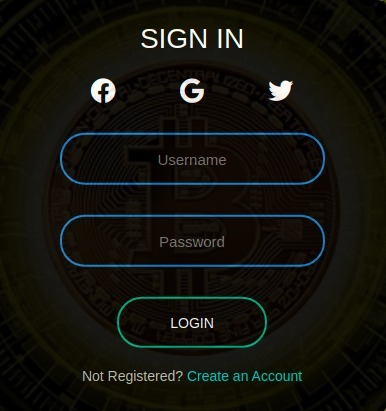 SIGN IN
Username
Password
LOGIN
Not Registered? Create an Account